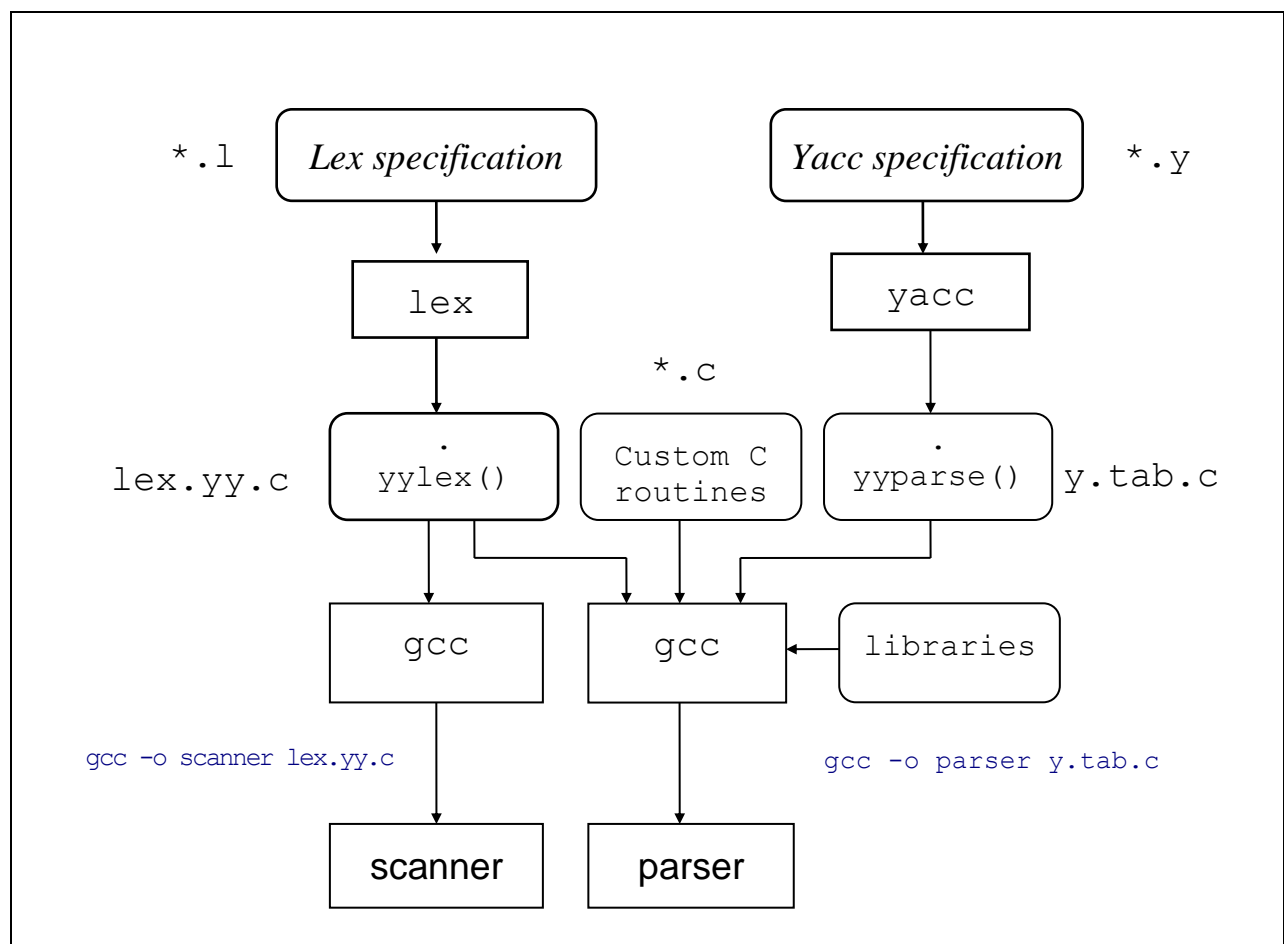 *.l
Lex specification
Yacc specification
*.y
lex
yacc
*.c
lex.yy.c
.
yylex()
Custom C
routines
.
yyparse()
y.tab.c
gcc
gcc
libraries
gcc -o scanner lex.yy.c
gcc -o parser y.tab.c
scanner
parser